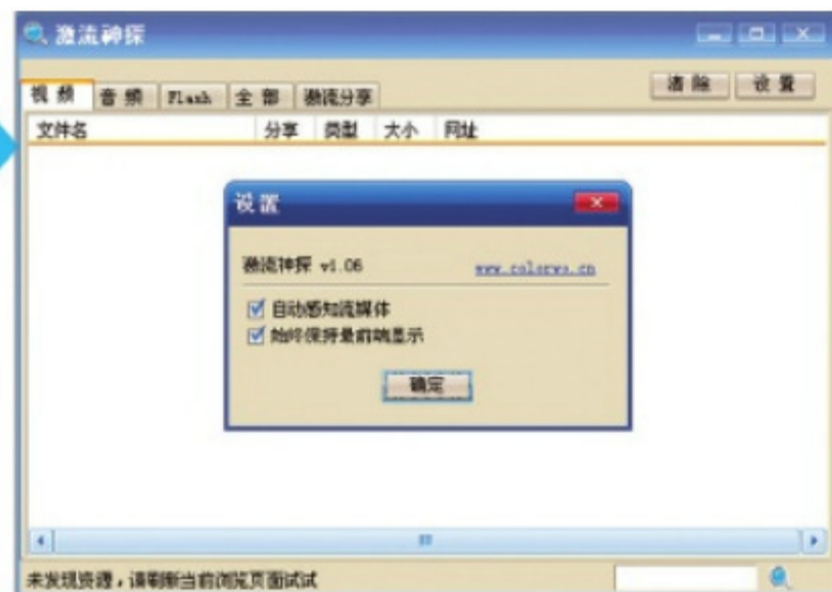 激流神探
视频 音频 Flash 全部 激流分享 清除 设置
文件名 分享 类型 大小 网址
设置
激流神探 v1.06
自动感知流媒体
始终保持最前端显示
确定
未发现资源，请刷新当前浏览页面试试